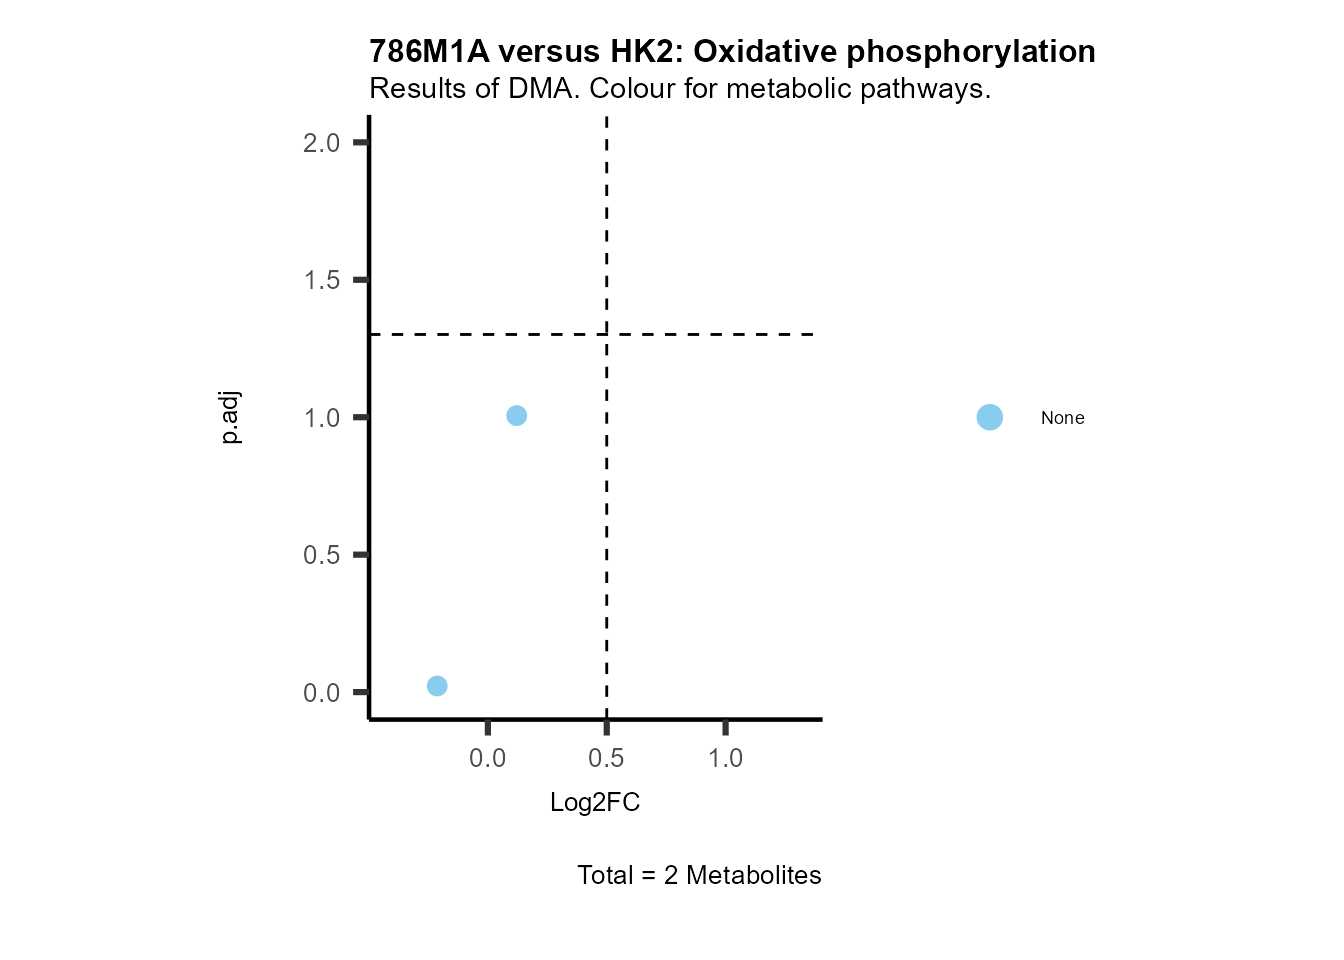 786M1A versus HK2: Oxidative phosphorylation
Results of DMA. Colour for metabolic pathways.
2.0
1.5
1.0
0.5
0.0
p.adj
None
0.0 0.5 1.0
Log2FC
Total = 2 Metabolites